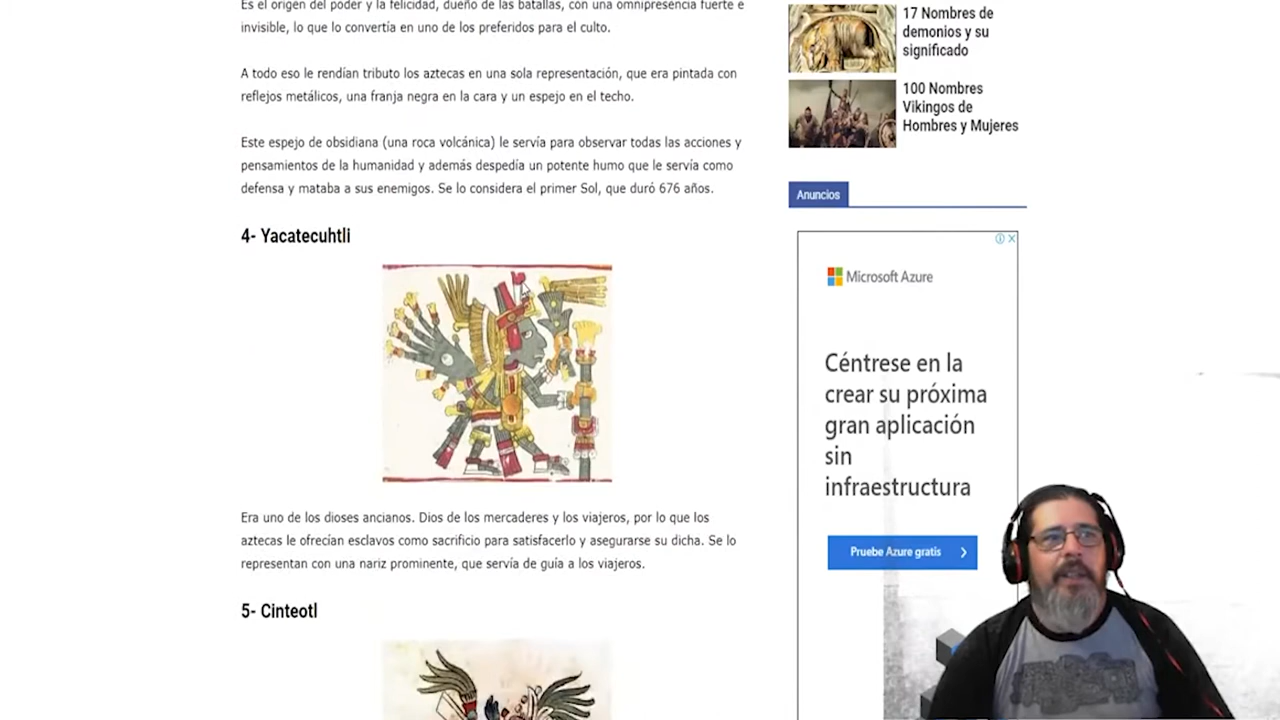 Es el origen del poder y la felicidad, dueño de las batallas, con una omnipresencia fuerte e
invisible, lo que lo convertía en uno de los preferidos para el culto.
A todo eso le rendían tributo los aztecas en una sola representación, que era pintada con
reflejos metálicos, una franja negra en la cara y un espejo en el techo.
Este espejo de obsidiana (una roca volcánica) le servía para observar todas las acciones y
pensamientos de la humanidad y además despedía un potente humo que le servía como
defensa y mataba a sus enemigos. Se lo considera el primer Sol, que duró 676 años.
4- Yacatecuhtli
Era uno de los dioses ancianos. Dios de los mercaderes y los viajeros, por lo que los
aztecas le ofrecían esclavos como sacrificio para satisfacerlo y asegurarse su dicha. Se lo
representan con una nariz prominente, que servía de guía a los viajeros.
5- Cinteotl
17 Nombres de
demonios y su
significado
100 Nombres
Vikingos de
Hombres y Mujeres
Anuncios
Microsoft Azure
Céntrese en la
crear su próxima
gran aplicación
sin
infraestructura
Pruebe Azure gratis